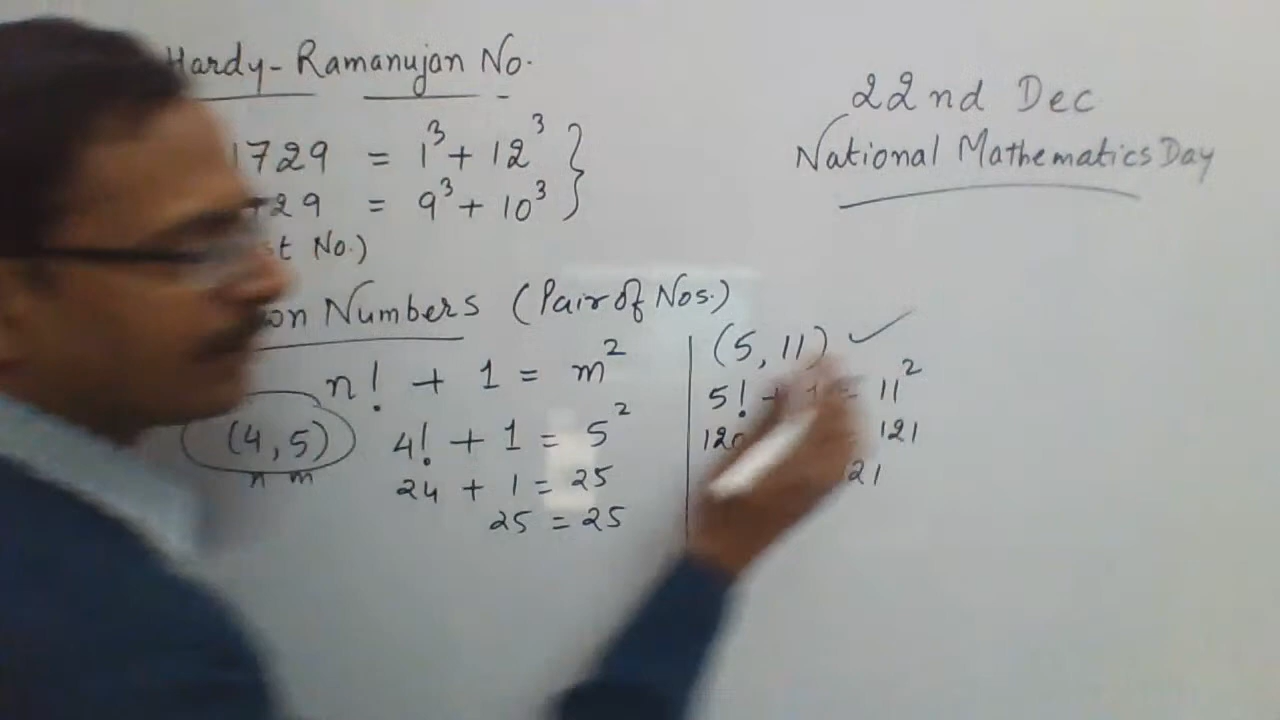 Hardy-Ramanujan No.
1729 = 1³ + 12³ }
29 = 9³ + 10³
st No.)
on Numbers (Pair of Nos.)
n! + 1 = m²
(4, 5) 4! + 1 = 5²
n m
24 + 1 = 25
25 = 25
(5, 11) ✓
5! + 1 = 11²
120 121
21
22nd Dec
National Mathematics Day